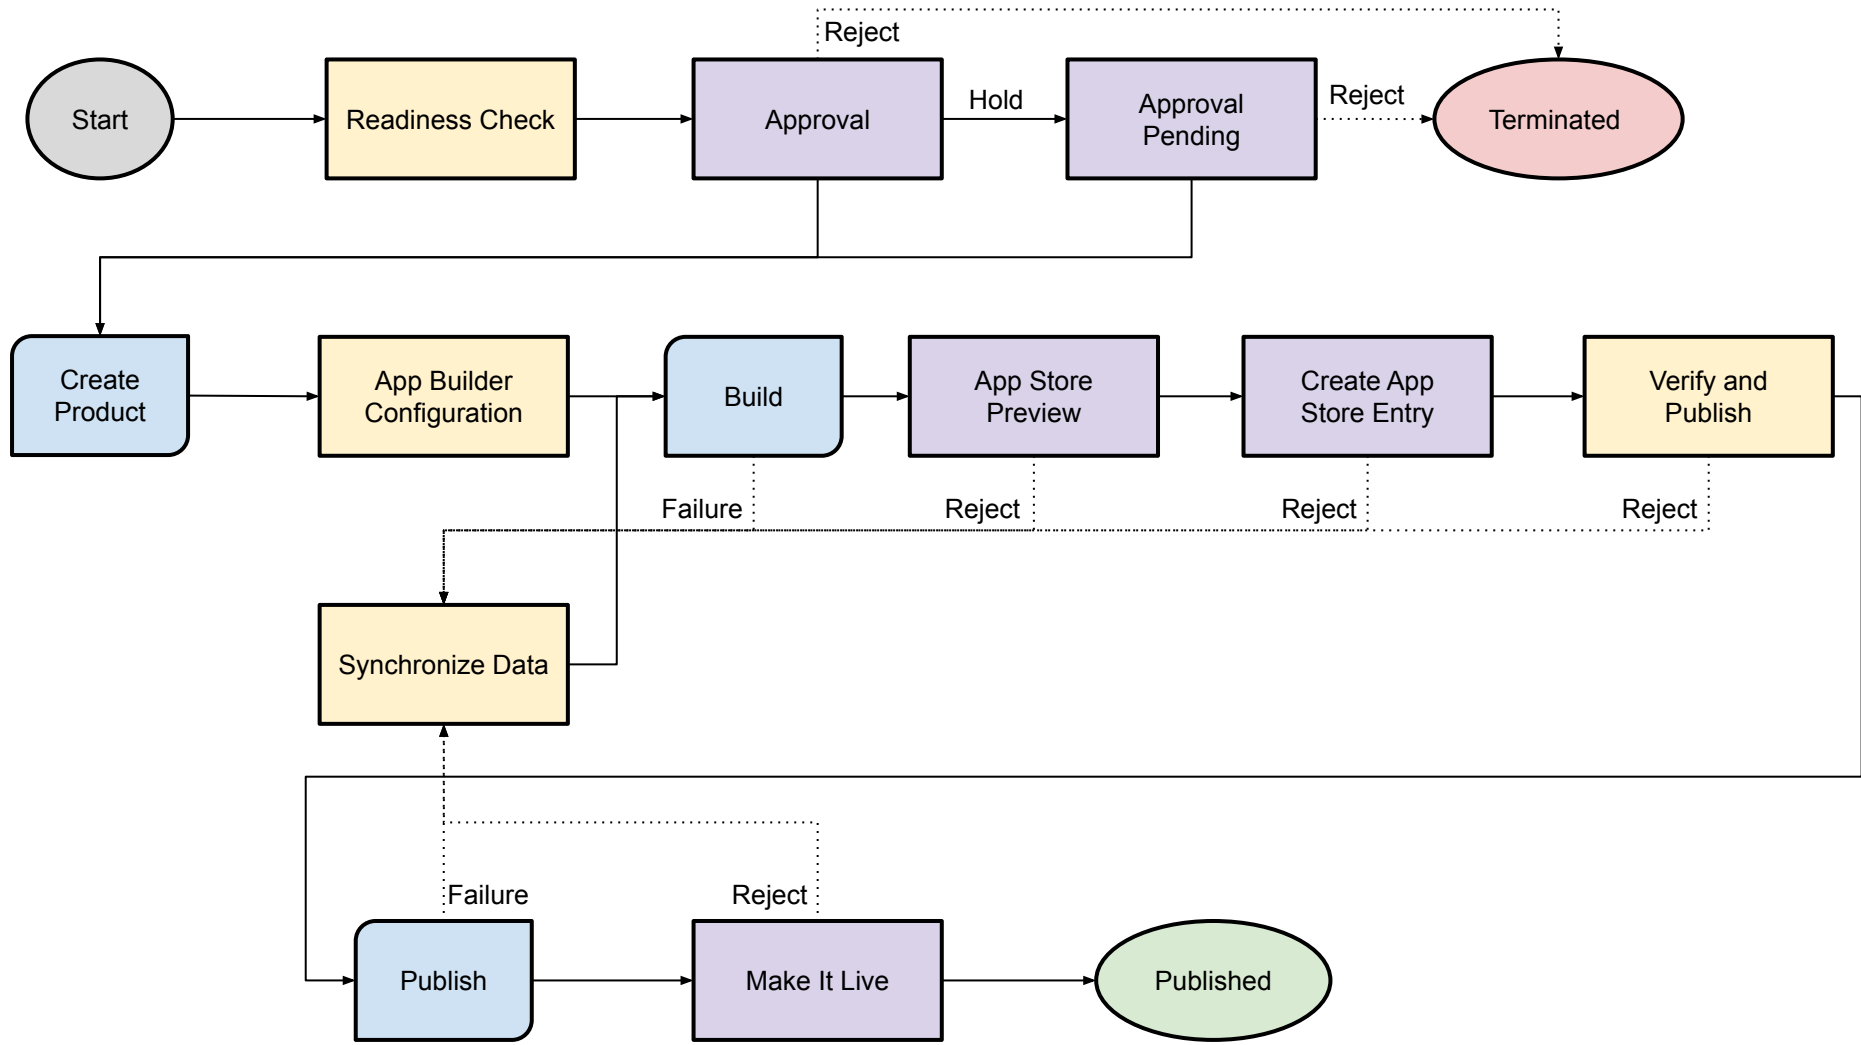 Reject
Start
Readiness Check
Approval
Hold
Approval
Pending
Reject
Terminated
Create
Product
App Builder
Configuration
Build
App Store
Preview
Create App
Store Entry
Verify and
Publish
Failure
Reject
Reject
Reject
Synchronize Data
Failure
Reject
Publish
Make It Live
Published